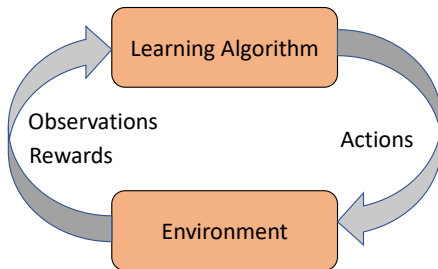 Learning Algorithm
Observations
Rewards
Actions
Environment